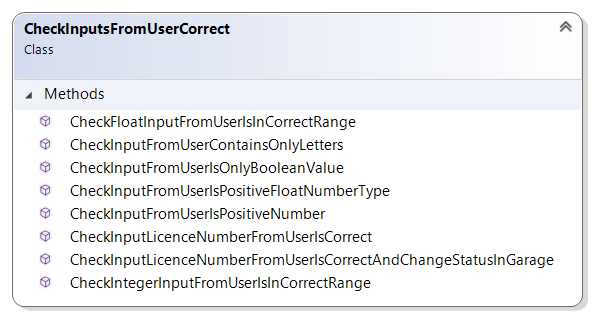 CheckInputsFromUserCorrect
Class
Methods
CheckFloatInputFromUserIsInCorrectRange
CheckInputFromUserContainsOnlyLetters
CheckInputFromUserIsOnlyBooleanValue
CheckInputFromUserIsPositiveFloatNumberType
CheckInputFromUserIsPositiveNumber
CheckInputLicenceNumberFromUserIsCorrect
CheckInputLicenceNumberFromUserIsCorrectAndChangeStatusInGarage
CheckIntegerInputFromUserIsInCorrectRange